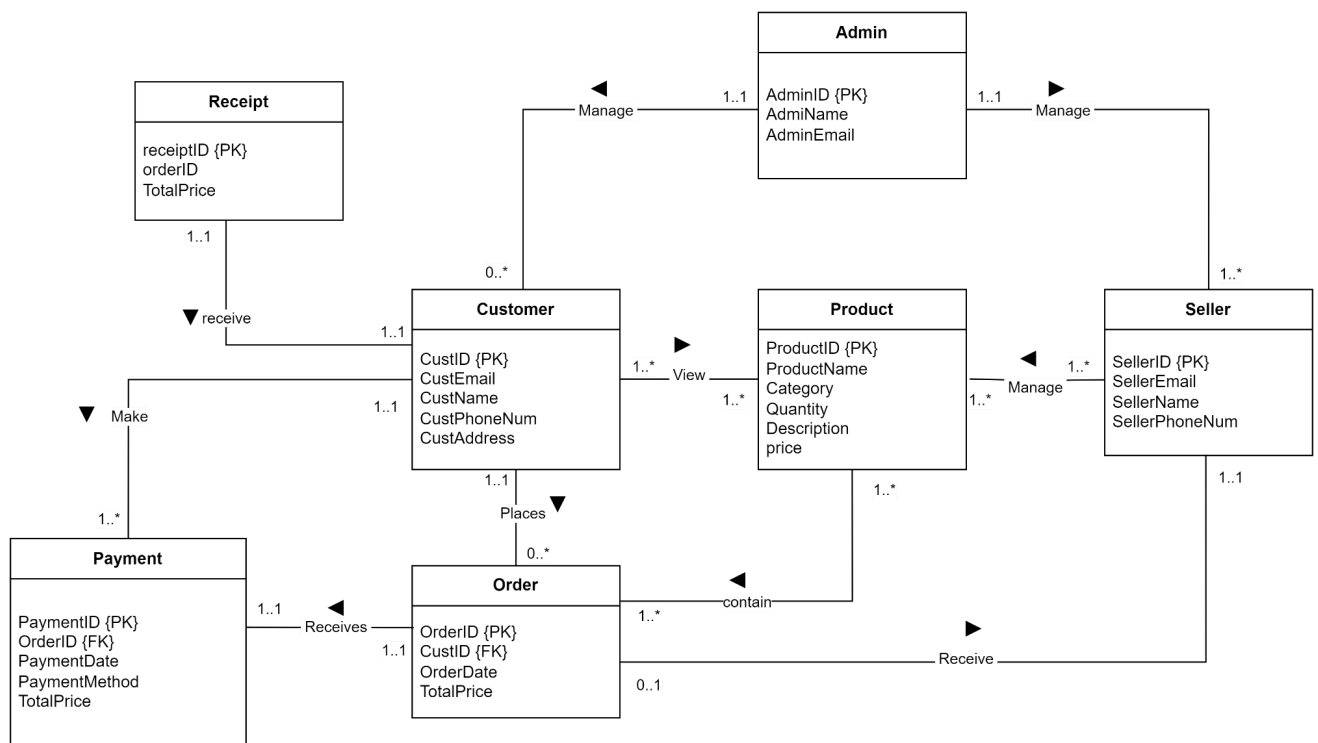 Admin
AdminID {PK}
AdmiName
AdminEmail
1..1
Manage
0..*
1..1
Manage
1..*
Receipt
receiptID {PK}
orderID
TotalPrice
1..1
receive
1..1
Customer
CustID {PK}
CustEmail
CustName
CustPhoneNum
CustAddress
1..*
View
1..*
Product
ProductID {PK}
ProductName
Category
Quantity
Description
price
1..*
Manage
1..*
Seller
SellerID {PK}
SellerEmail
SellerName
SellerPhoneNum
1..1
Make
1..*
1..1
Places
0..*
1..*
contain
1..*
1..1
Receive
0..1
Payment
PaymentID {PK}
OrderID {FK}
PaymentDate
PaymentMethod
TotalPrice
1..1
Receives
1..1
Order
OrderID {PK}
CustID {FK}
OrderDate
TotalPrice